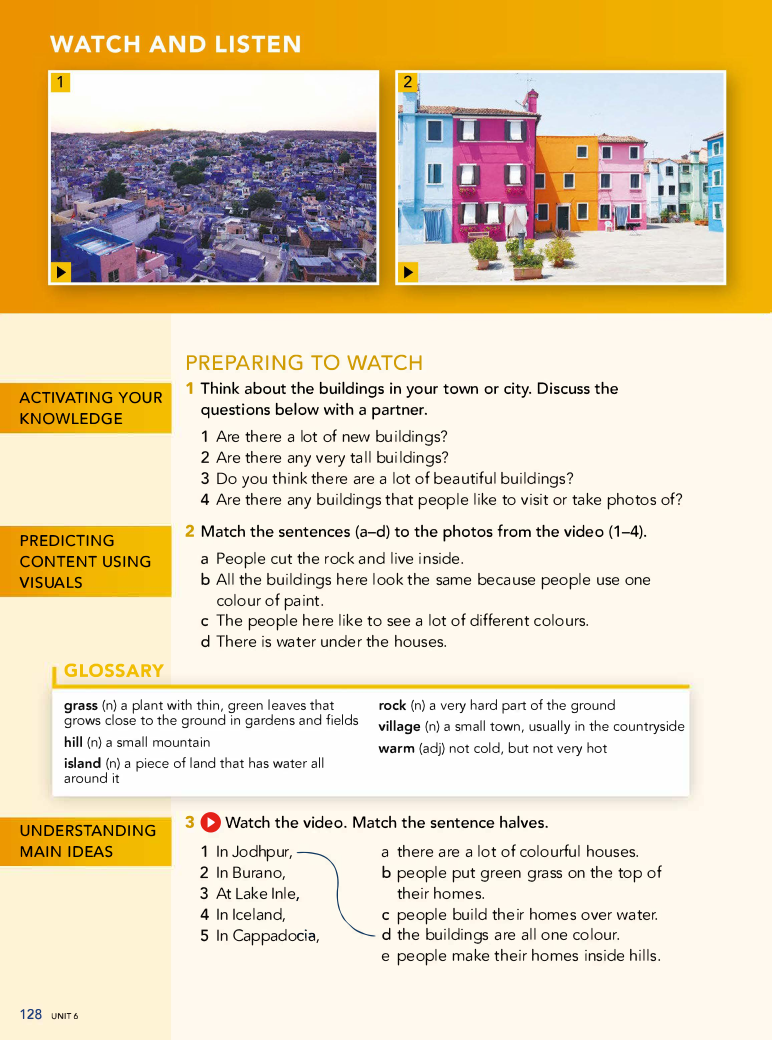 WATCH AND LISTEN
1
2
PREPARING TO WATCH
ACTIVATING YOUR
KNOWLEDGE
1 Think about the buildings in your town or city. Discuss the
questions below with a partner.
1 Are there a lot of new buildings?
2 Are there any very tall buildings?
3 Do you think there are a lot of beautiful buildings?
4 Are there any buildings that people like to visit or take photos of?
PREDICTING
CONTENT USING
VISUALS
2 Match the sentences (a–d) to the photos from the video (1–4).
a People cut the rock and live inside.
b All the buildings here look the same because people use one
colour of paint.
c The people here like to see a lot of different colours.
d There is water under the houses.
GLOSSARY
grass (n) a plant with thin, green leaves that
grows close to the ground in gardens and fields
hill (n) a small mountain
island (n) a piece of land that has water all
around it
rock (n) a very hard part of the ground
village (n) a small town, usually in the countryside
warm (adj) not cold, but not very hot
UNDERSTANDING
MAIN IDEAS
3 Watch the video. Match the sentence halves.
1 In Jodhpur,
2 In Burano,
3 At Lake Inle,
4 In Iceland,
5 In Cappadocia,
a there are a lot of colourful houses.
b people put green grass on the top of
their homes.
c people build their homes over water.
d the buildings are all one colour.
e people make their homes inside hills.
128 UNIT 6